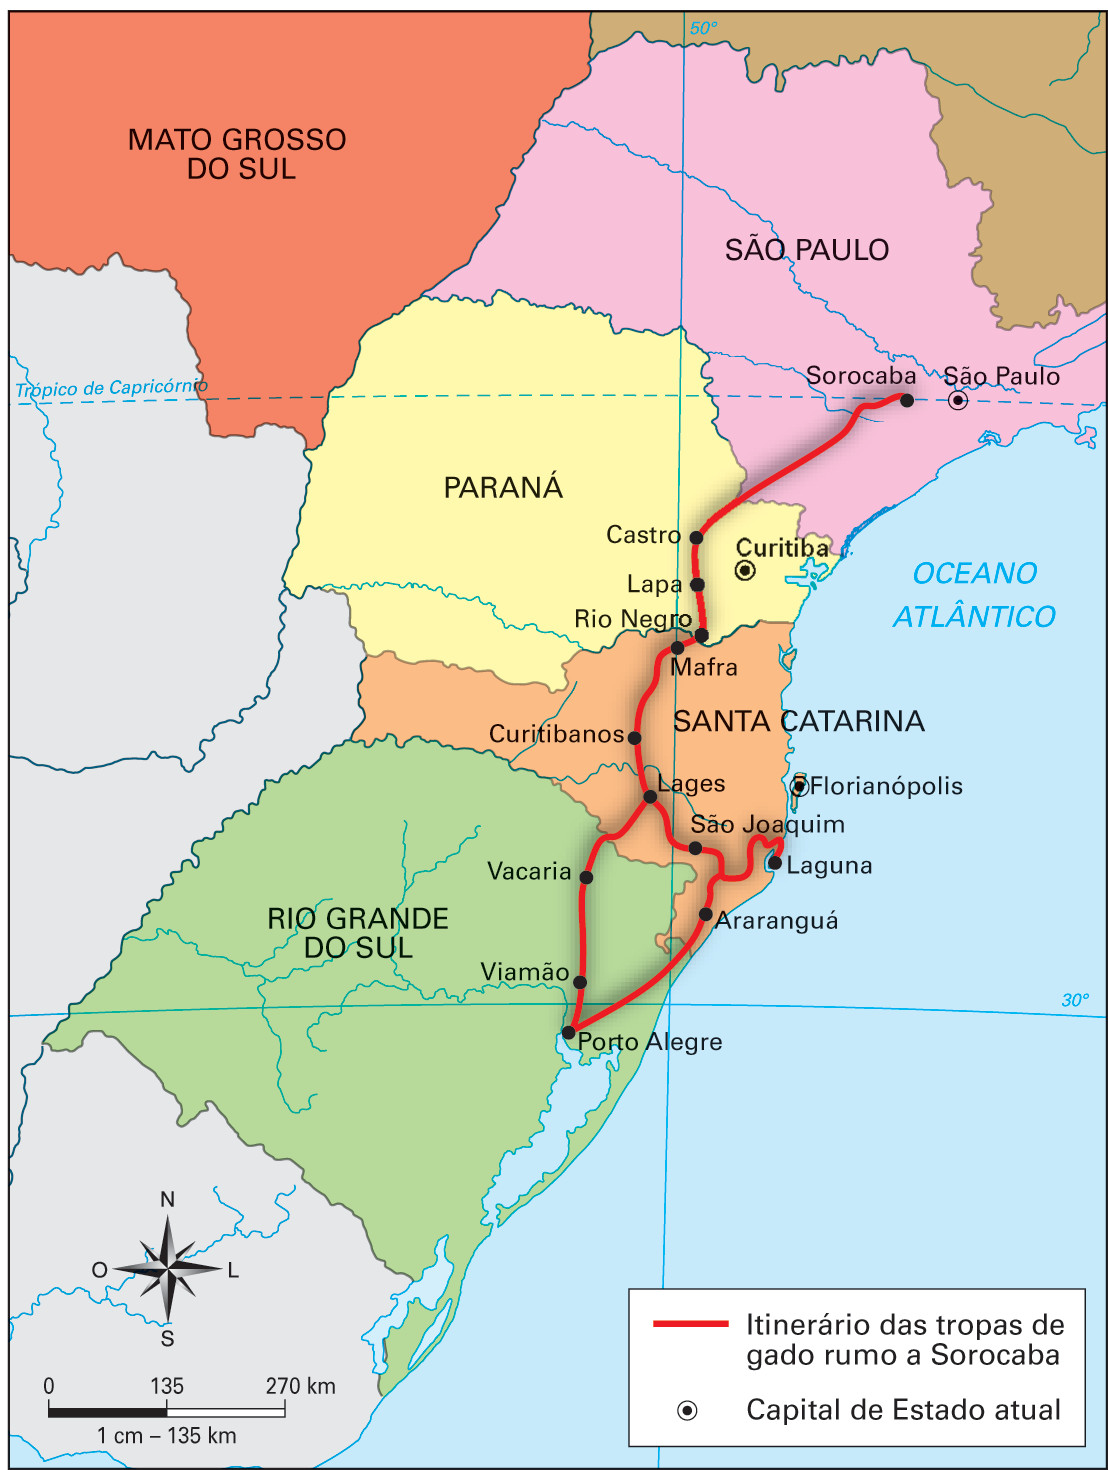 50°
MATO GROSSO
DO SUL
SÃO PAULO
Trópico de Capricórnio
Sorocaba
São Paulo
PARANÁ
Castro
Curitiba
Lapa
OCEANO
ATLÂNTICO
Rio Negro
Mafra
Curitibanos
SANTA CATARINA
Lages
Florianópolis
São Joaquim
Vacaria
Laguna
RIO GRANDE
DO SUL
Araranguá
Viamão
30°
Porto Alegre
N
O
L
S
0 135 270 km
1 cm – 135 km
Itinerário das tropas de
gado rumo a Sorocaba
Capital de Estado atual